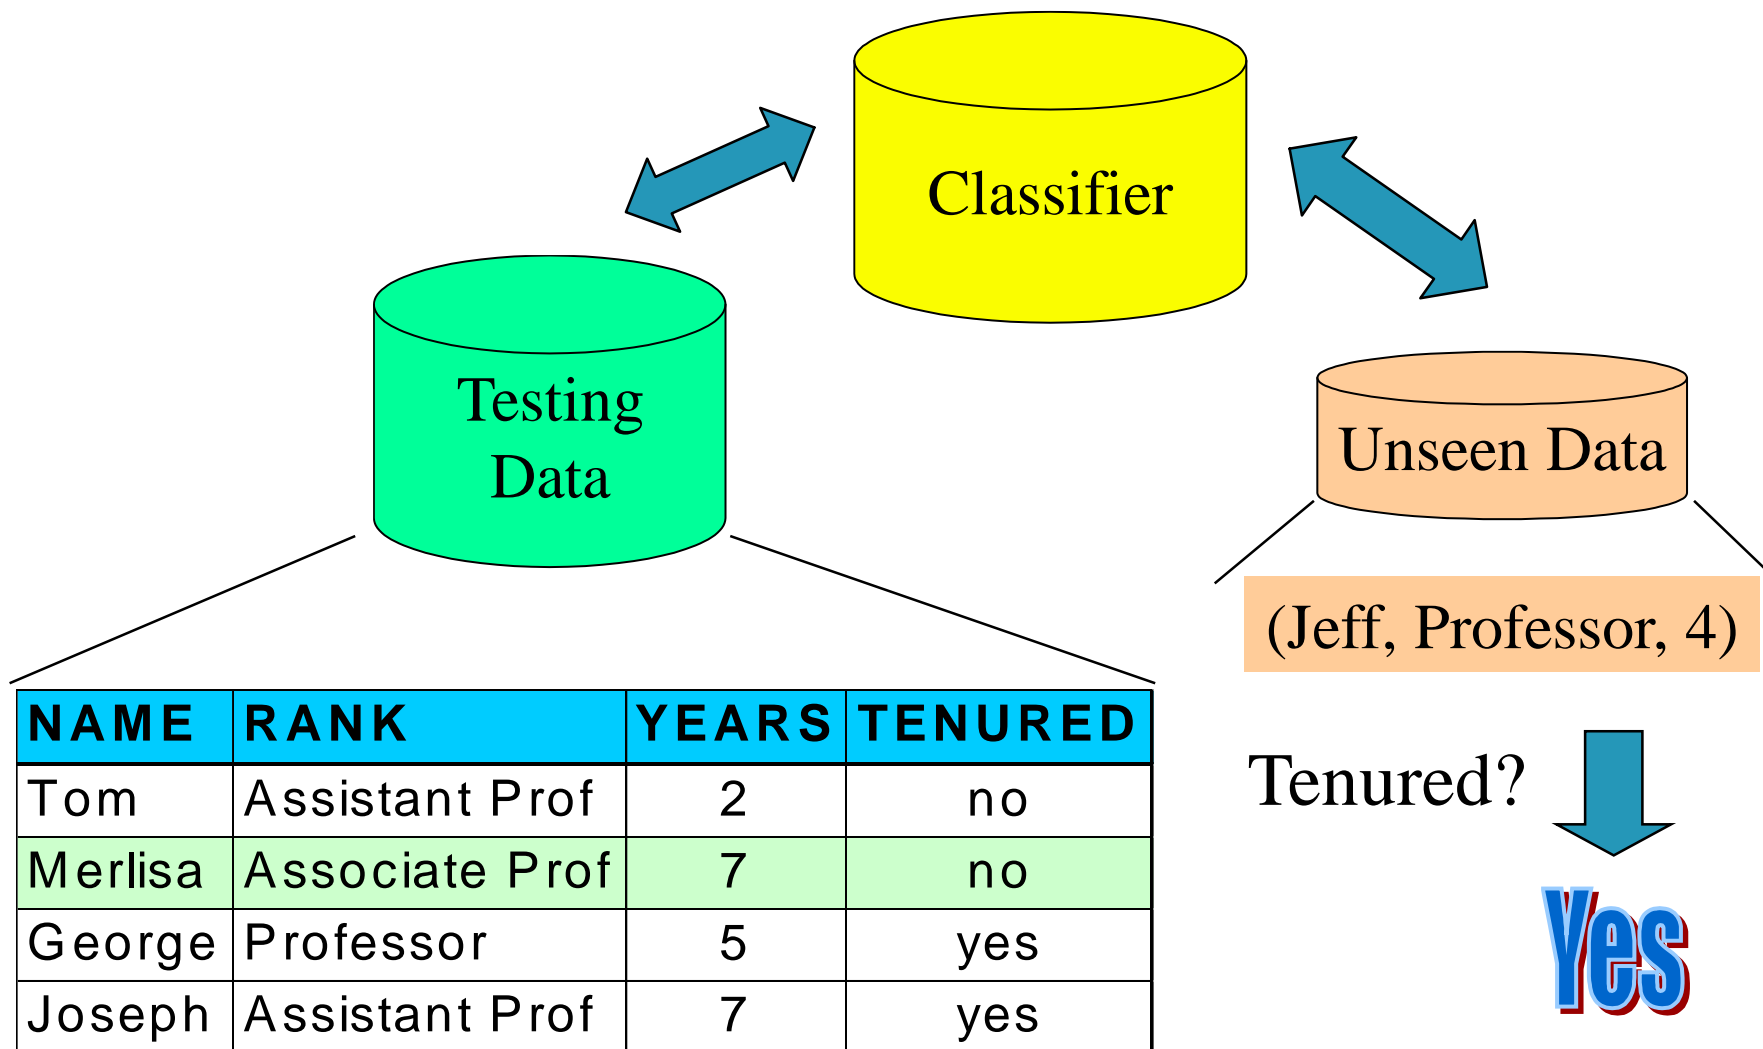 Classifier
Testing
Data
Unseen Data
(Jeff, Professor, 4)
NAME RANK YEARS TENURED
Tom Assistant Prof 2 no
Merlisa Associate Prof 7 no
George Professor 5 yes
Joseph Assistant Prof 7 yes
Tenured?
Yes